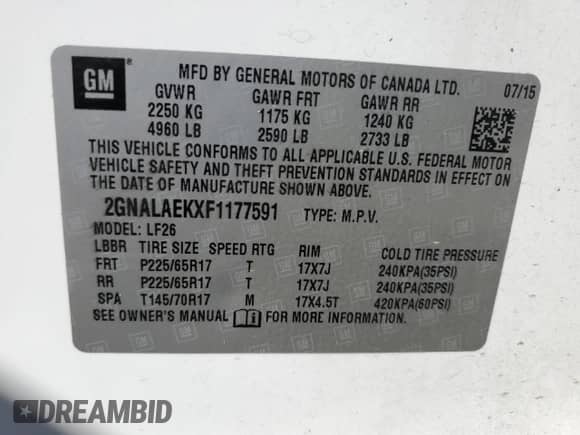 GM
®
MFD BY GENERAL MOTORS OF CANADA LTD. 07/15
GVWR GAWR FRT GAWR RR
2250 KG 1175 KG 1240 KG
4960 LB 2590 LB 2733 LB
THIS VEHICLE CONFORMS TO ALL APPLICABLE U.S. FEDERAL MOTOR
VEHICLE SAFETY AND THEFT PREVENTION STANDARDS IN EFFECT ON
THE DATE OF MANUFACTURE SHOWN ABOVE.
2GNALAEKXF1177591 TYPE: M.P.V.
MODEL: LF26
LBBR TIRE SIZE SPEED RTG RIM COLD TIRE PRESSURE
FRT P225/65R17 T 17X7J 240KPA(35PSI)
RR P225/65R17 T 17X7J 240KPA(35PSI)
SPA T145/70R17 M 17X4.5T 420KPA(60PSI)
SEE OWNER'S MANUAL i FOR MORE INFORMATION.
DREAMBID